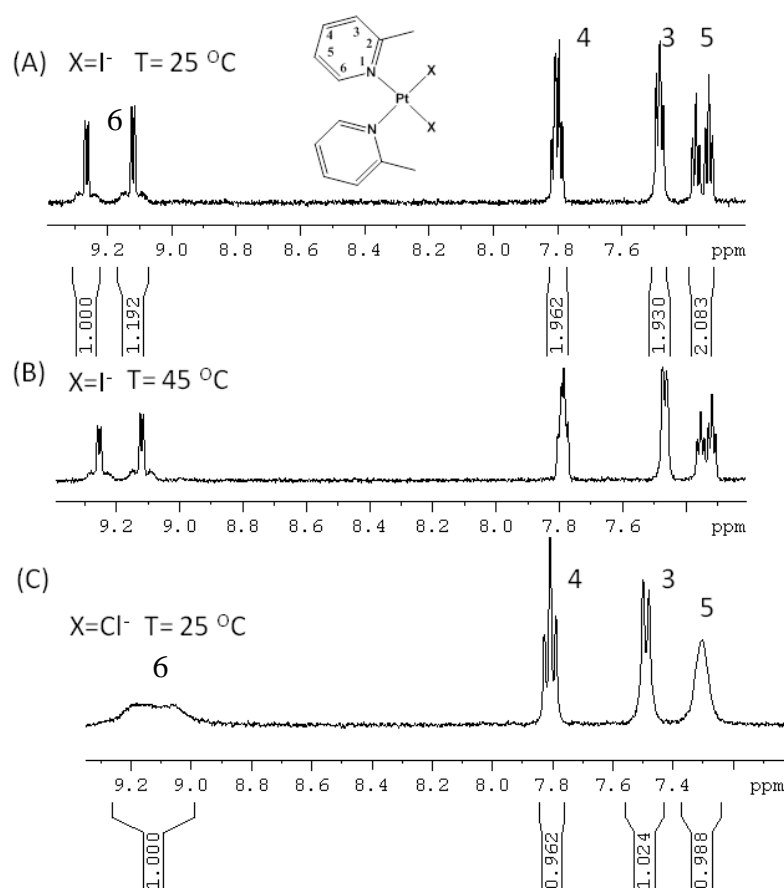 4 3 5
(A) X=I- T= 25 OC
6
4 3
5 2
6 1
N X
Pt
N X
9.2 9.0 8.8 8.6 8.4 8.2 8.0 7.8 7.6 ppm
1.000 1.192 1.962 1.930 2.083
(B) X=I- T= 45 OC
9.2 9.0 8.8 8.6 8.4 8.2 8.0 7.8 7.6 ppm
(C) 4 3 5
X=Cl- T= 25 OC
6
9.2 9.0 8.8 8.6 8.4 8.2 8.0 7.8 7.6 7.4 ppm
1.000 0.962 1.024 0.988